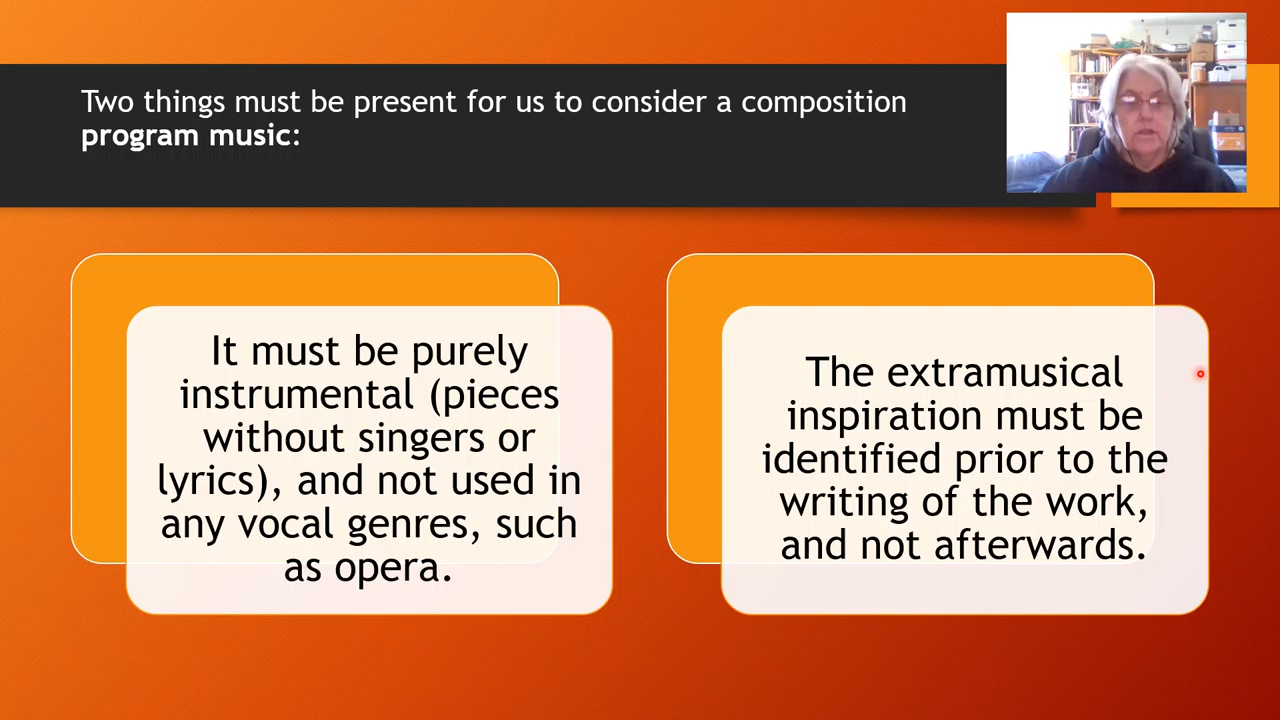 Two things must be present for us to consider a composition
program music:
It must be purely
instrumental (pieces
without singers or
lyrics), and not used in
any vocal genres, such
as opera.
The extramusical
inspiration must be
identified prior to the
writing of the work,
and not afterwards.